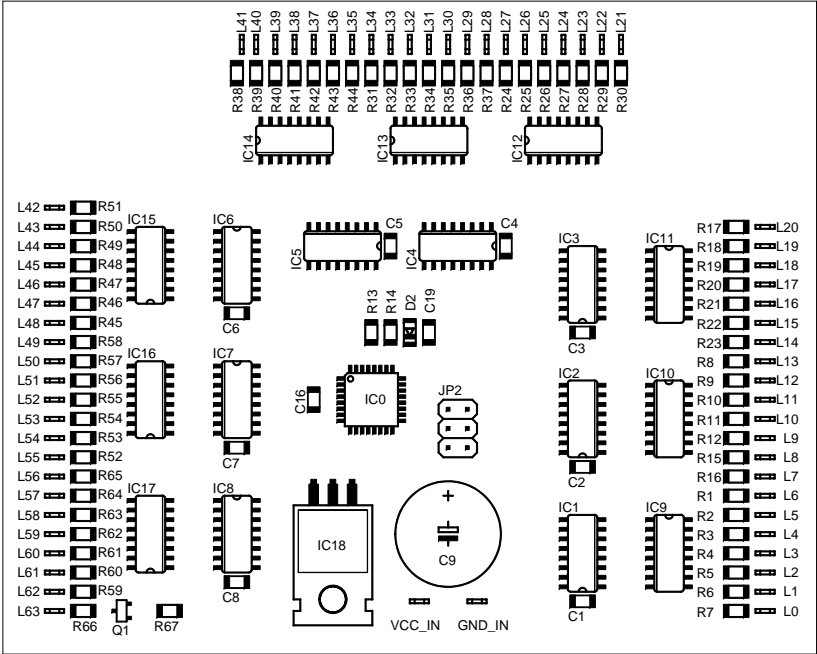 L41 L40 L39 L38 L37 L36 L35 L34 L33 L32 L31 L30 L29 L28 L27 L26 L25 L24 L23 L22 L21
R38 R39 R40 R41 R42 R43 R44 R31 R32 R33 R34 R35 R36 R37 R24 R25 R26 R27 R28 R29 R30
IC14 IC13 IC12
L42 R51
L43 R50
L44 R49
L45 R48
L46 R47
L47 R46
L48 R45
L49 R58
L50 R57
L51 R56
L52 R55
L53 R54
L54 R53
L55 R52
L56 R65
L57 R64
L58 R63
L59 R62
L60 R61
L61 R60
L62 R59
L63
R66 Q1 R67
IC15 IC6
C6
IC16 IC7
C7
IC17 IC8
C8
IC5 C5 IC4 C4
R13 R14 D2 C19
C16 IC0 JP2
IC18
+
C9
VCC_IN GND_IN
IC3 IC11
C3
IC2 IC10
C2
IC1 IC9
C1
R17 L20
R18 L19
R19 L18
R20 L17
R21 L16
R22 L15
R23 L14
R8 L13
R9 L12
R10 L11
R11 L10
R12 L9
R15 L8
R16 L7
R1 L6
R2 L5
R3 L4
R4 L3
R5 L2
R6 L1
R7 L0